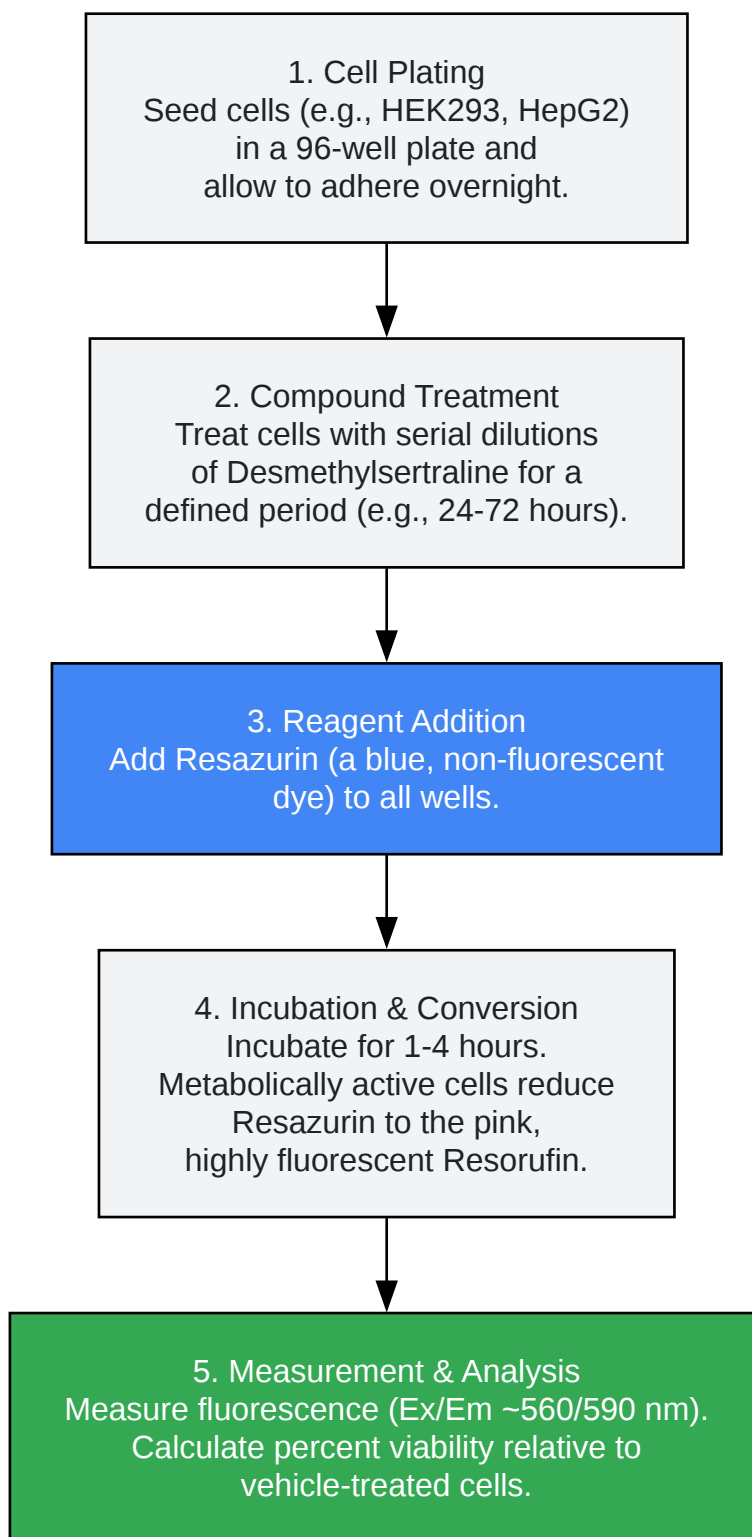 1. Cell Plating
Seed cells (e.g., HEK293, HepG2)
in a 96-well plate and
allow to adhere overnight.
2. Compound Treatment
Treat cells with serial dilutions
of Desmethylsertraline for a
defined period (e.g., 24-72 hours).
3. Reagent Addition
Add Resazurin (a blue, non-fluorescent
dye) to all wells.
4. Incubation & Conversion
Incubate for 1-4 hours.
Metabolically active cells reduce
Resazurin to the pink,
highly fluorescent Resorufin.
5. Measurement & Analysis
Measure fluorescence (Ex/Em ~560/590 nm).
Calculate percent viability relative to
vehicle-treated cells.